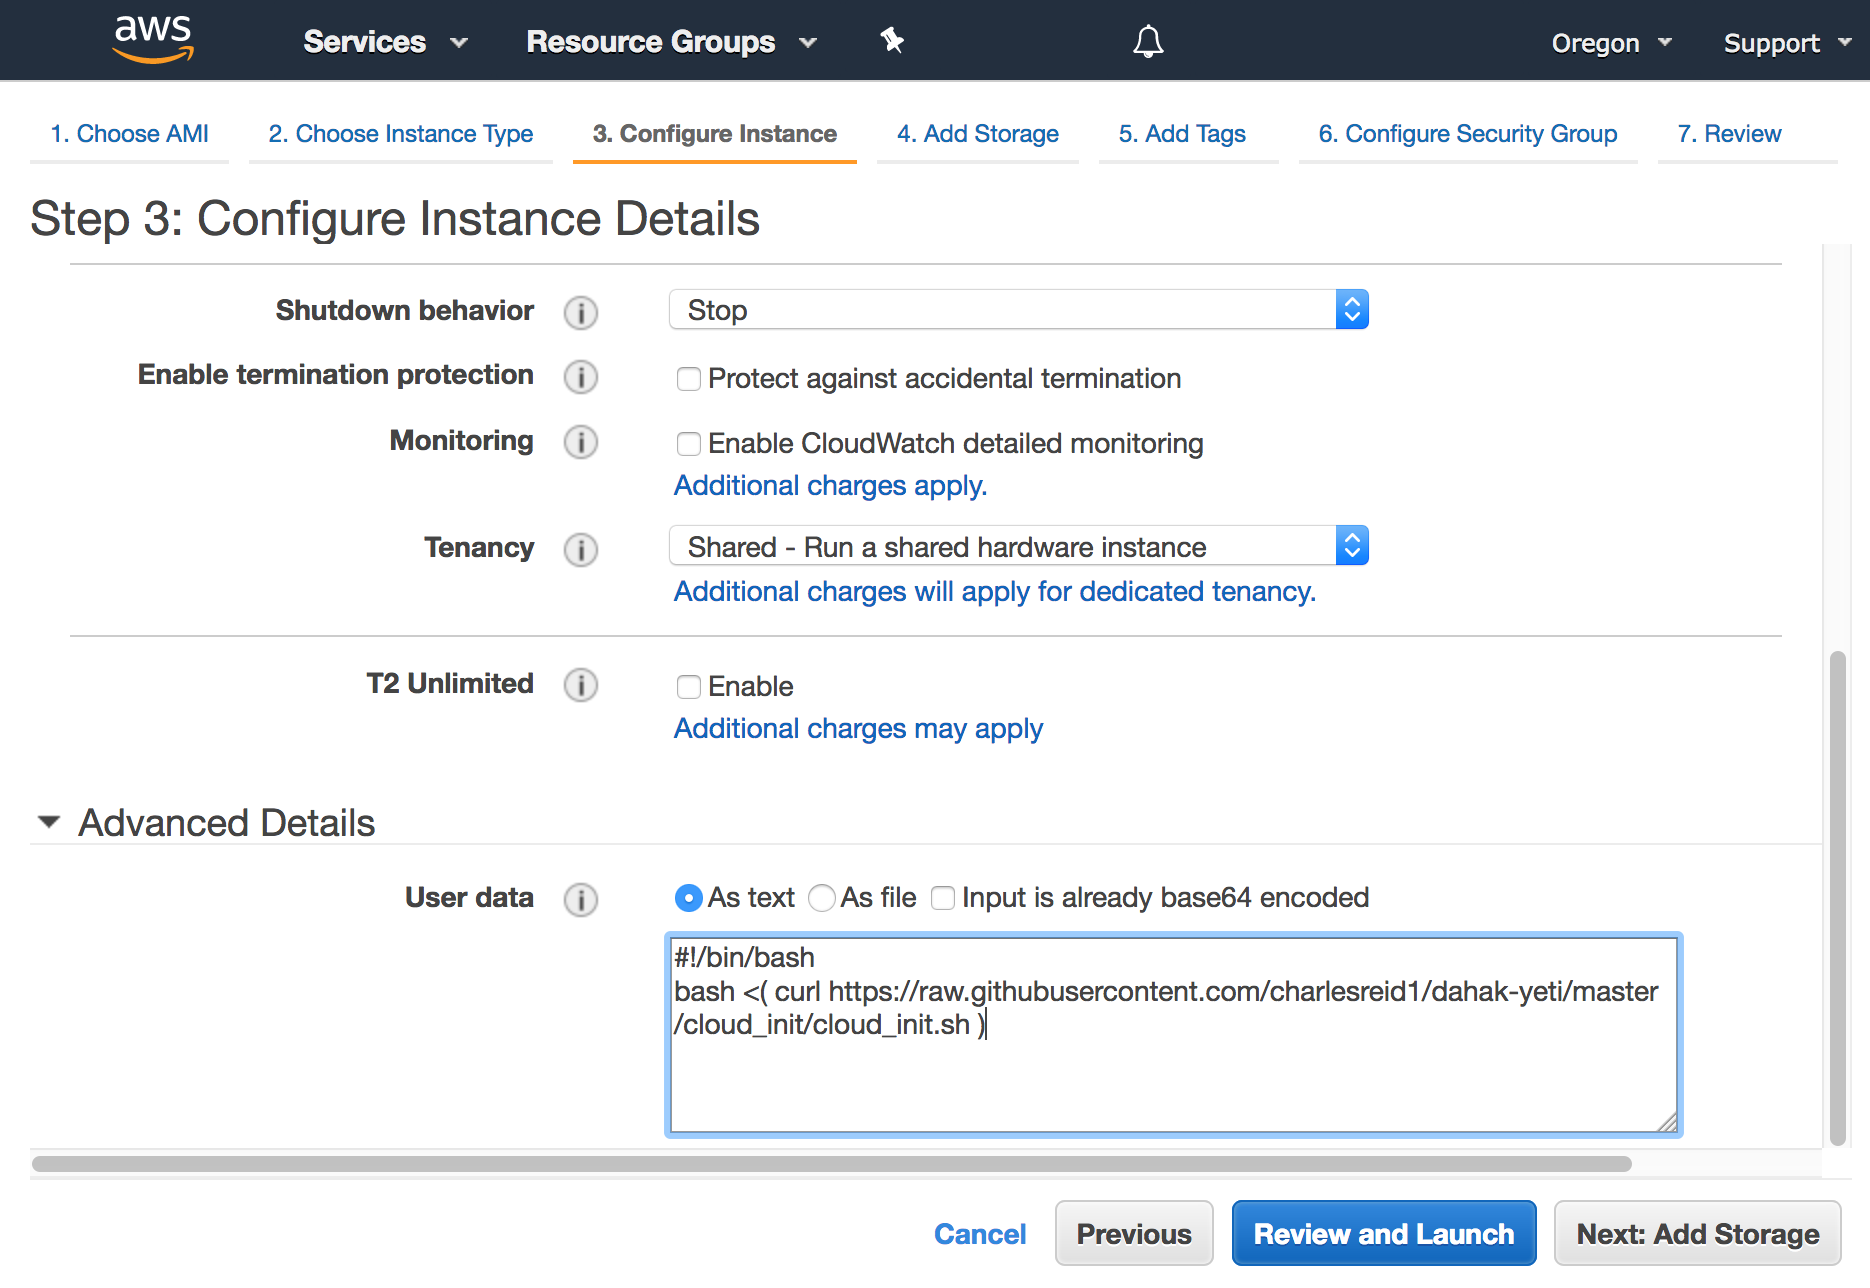 aws
Services
Resource Groups
Oregon
Support
1. Choose AMI
2. Choose Instance Type
3. Configure Instance
4. Add Storage
5. Add Tags
6. Configure Security Group
7. Review
Step 3: Configure Instance Details
Shutdown behavior
i
Stop
Enable termination protection
i
Protect against accidental termination
Monitoring
i
Enable CloudWatch detailed monitoring
Additional charges apply.
Tenancy
i
Shared - Run a shared hardware instance
Additional charges will apply for dedicated tenancy.
T2 Unlimited
i
Enable
Additional charges may apply
Advanced Details
User data
i
As text
As file
Input is already base64 encoded
#!/bin/bash
bash <( curl https://raw.githubusercontent.com/charlesreid1/dahak-yeti/master
/cloud_init/cloud_init.sh )
Cancel
Previous
Review and Launch
Next: Add Storage